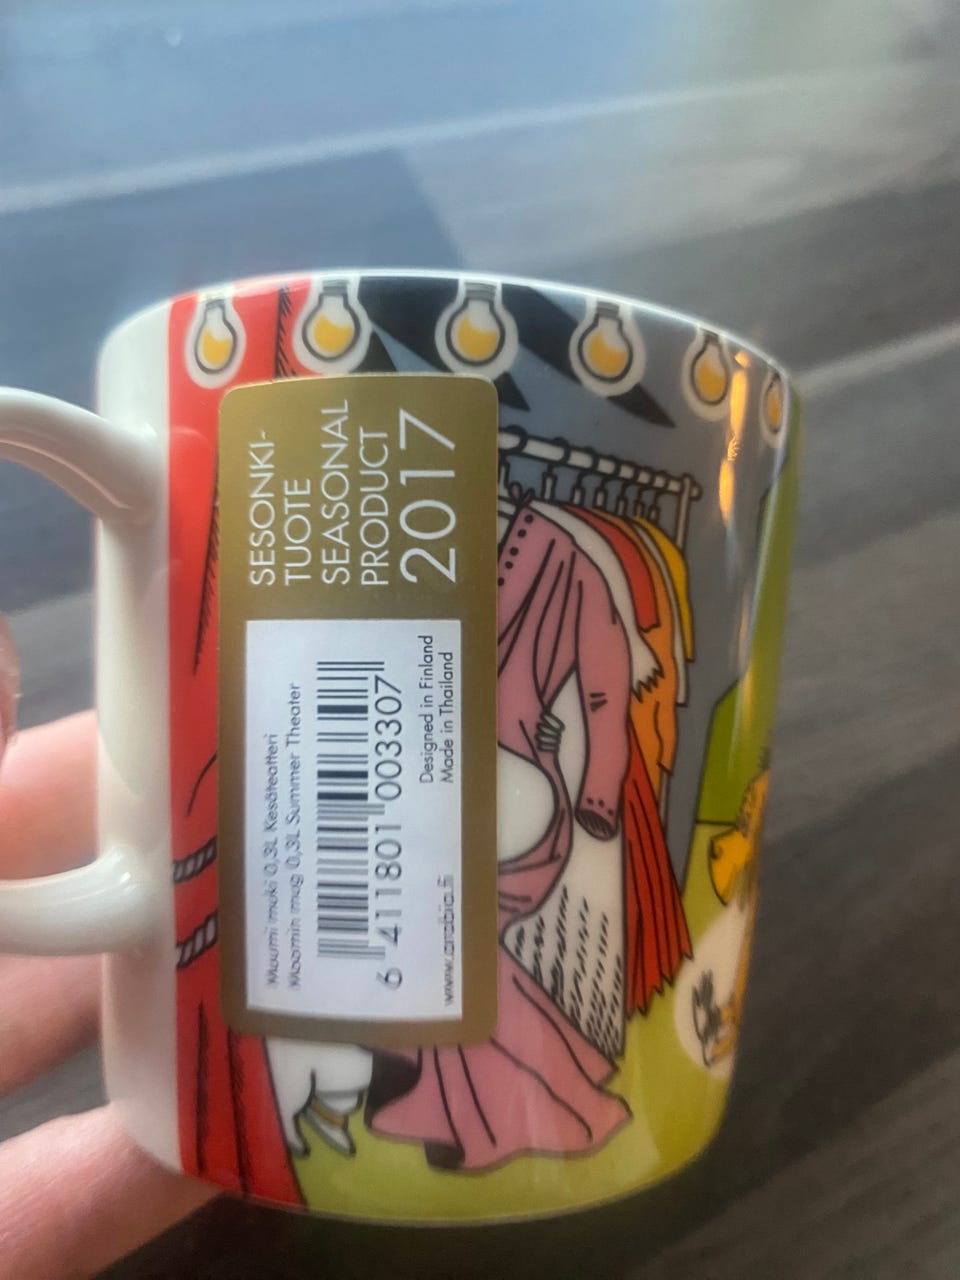 SESONKI-
TUOTE
SEASONAL
PRODUCT
2017
Muumi muki 0,3L Kesäteatteri
Moomin mug 0,3L Summer Theater
6 411801 003307
Designed in Finland
Made in Thailand
www.arabia.fi